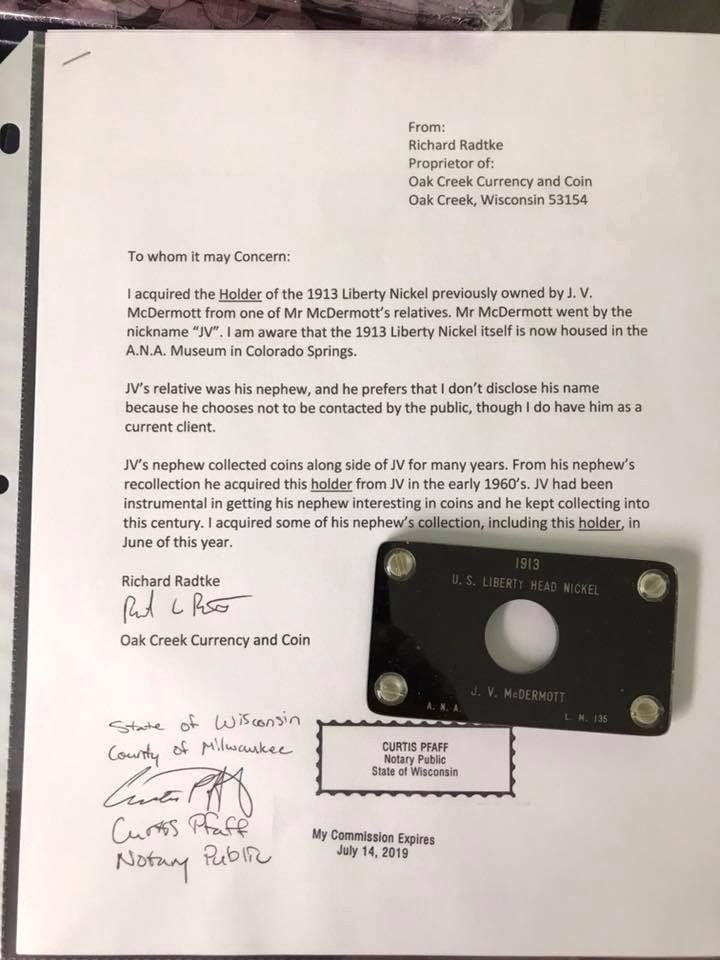 From:
Richard Radtke
Proprietor of:
Oak Creek Currency and Coin
Oak Creek, Wisconsin 53154
To whom it may Concern:
I acquired the Holder of the 1913 Liberty Nickel previously owned by J. V.
McDermott from one of Mr McDermott's relatives. Mr McDermott went by the
nickname “JV”. I am aware that the 1913 Liberty Nickel itself is now housed in the
A.N.A. Museum in Colorado Springs.
JV's relative was his nephew, and he prefers that I don't disclose his name
because he chooses not to be contacted by the public, though I do have him as a
current client.
JV's nephew collected coins along side of JV for many years. From his nephew's
recollection he acquired this holder from JV in the early 1960's. JV had been
instrumental in getting his nephew interesting in coins and he kept collecting into
this century. I acquired some of his nephew's collection, including this holder, in
June of this year.
Richard Radtke
Oak Creek Currency and Coin
1913
U. S. LIBERTY HEAD NICKEL
J. V. McDERMOTT
A. N. A.
L. M. 135
State of Wisconsin
County of Milwaukee
Curtis Pfaff
Notary Public
CURTIS PFAFF
Notary Public
State of Wisconsin
My Commission Expires
July 14, 2019